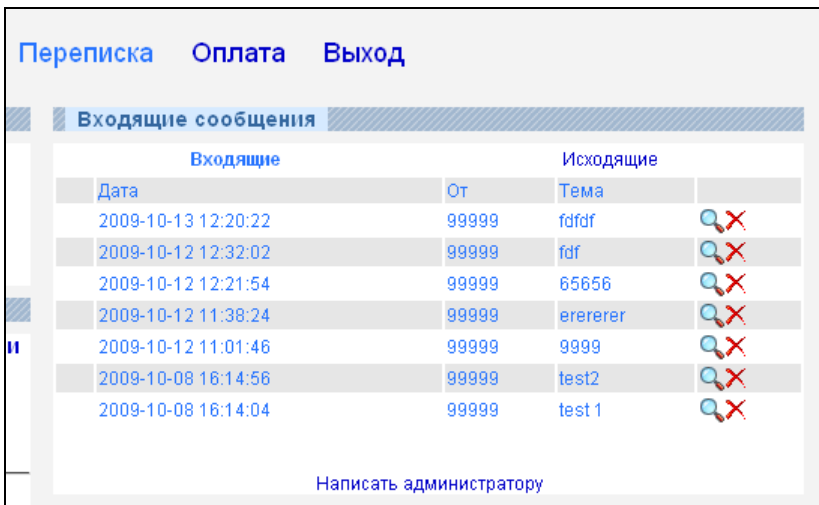 Переписка Оплата Выход
Входящие сообщения
Входящие Исходящие
Дата От Тема
2009-10-13 12:20:22 99999 fdfdf
2009-10-12 12:32:02 99999 fdf
2009-10-12 12:21:54 99999 65656
2009-10-12 11:38:24 99999 erererer
и 2009-10-12 11:01:46 99999 9999
2009-10-08 16:14:56 99999 test2
2009-10-08 16:14:04 99999 test 1
Написать администратору